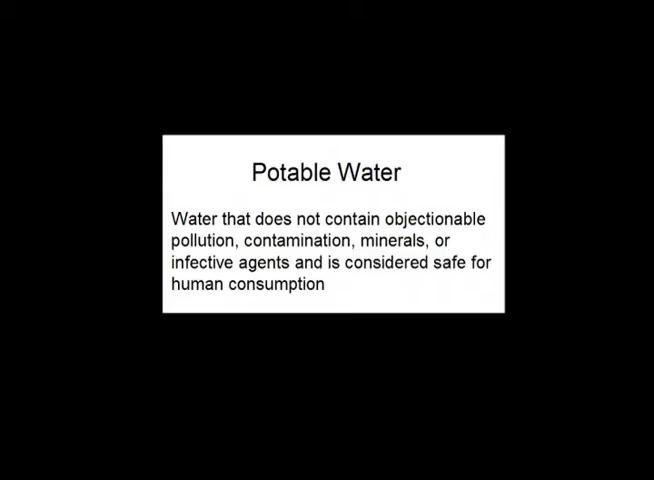 Potable Water
Water that does not contain objectionable
pollution, contamination, minerals, or
infective agents and is considered safe for
human consumption